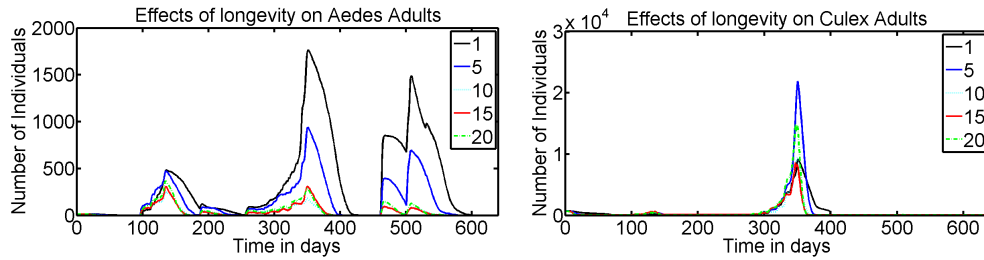 Effects of longevity on Aedes Adults
Number of Individuals
2000
1500
1000
500
0
0 100 200 300 400 500 600
Time in days
1
5
10
15
20
Effects of longevity on Culex Adults
Number of Individuals
3 x 10^4
2
1
0
0 100 200 300 400 500 600
Time in days
1
5
10
15
20